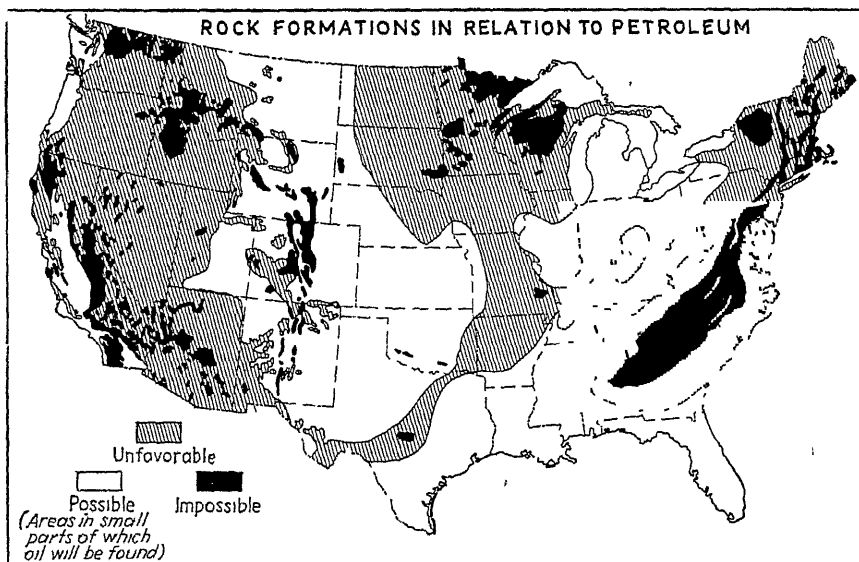 ROCK FORMATIONS IN RELATION TO PETROLEUM
Unfavorable
Possible
Impossible
(Areas in small
parts of which
oil will be found)